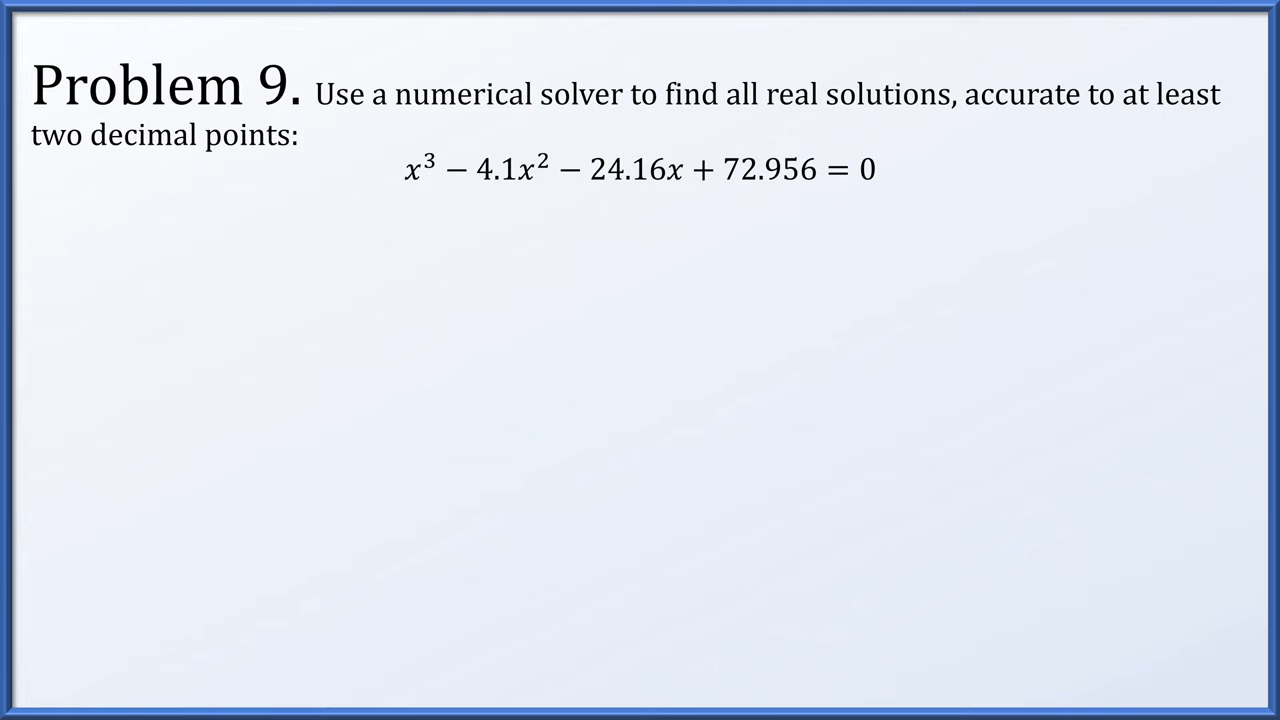 Problem 9. Use a numerical solver to find all real solutions, accurate to at least
two decimal points:
x³ − 4.1x² − 24.16x + 72.956 = 0